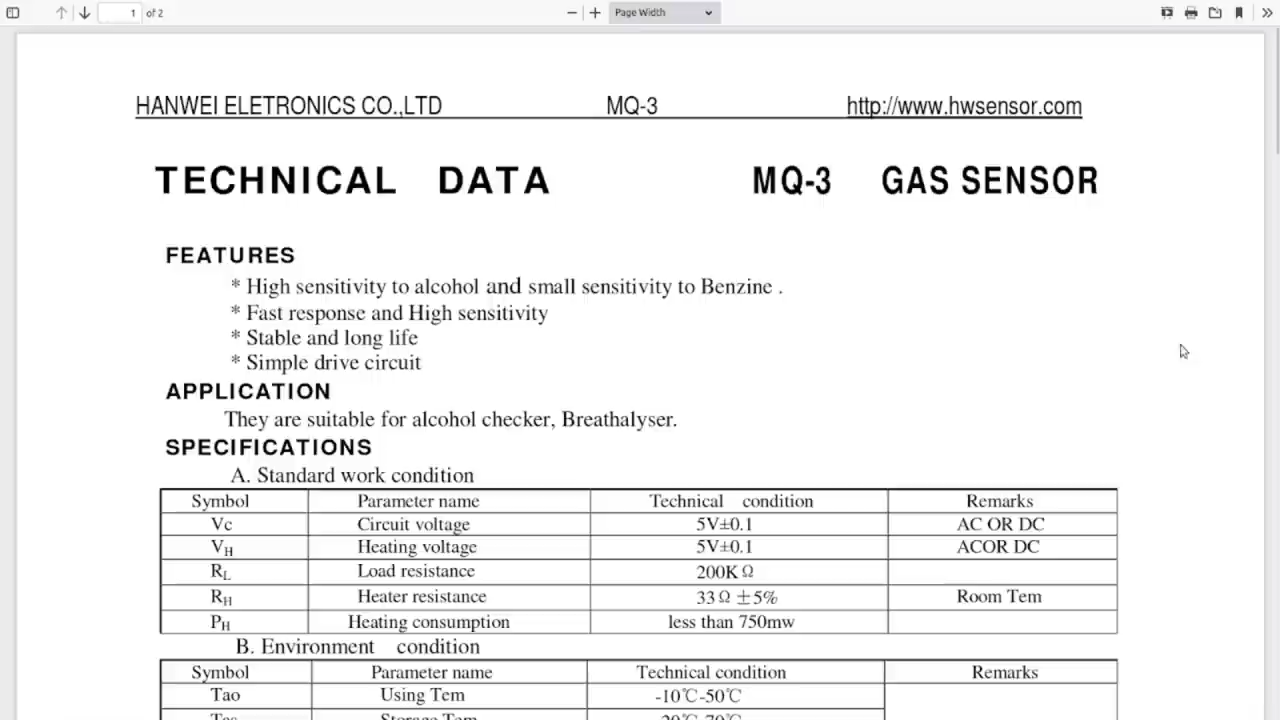 1 of 2 Page Width
HANWEI ELETRONICS CO.,LTD MQ-3 http://www.hwsensor.com
TECHNICAL DATA MQ-3 GAS SENSOR
FEATURES
* High sensitivity to alcohol and small sensitivity to Benzine .
* Fast response and High sensitivity
* Stable and long life
* Simple drive circuit
APPLICATION
They are suitable for alcohol checker, Breathalyser.
SPECIFICATIONS
A. Standard work condition
Symbol Parameter name Technical condition Remarks
Vc Circuit voltage 5V±0.1 AC OR DC
VH Heating voltage 5V±0.1 ACOR DC
RL Load resistance 200KΩ
RH Heater resistance 33Ω±5% Room Tem
PH Heating consumption less than 750mw
B. Environment condition
Symbol Parameter name Technical condition Remarks
Tao Using Tem -10℃-50℃